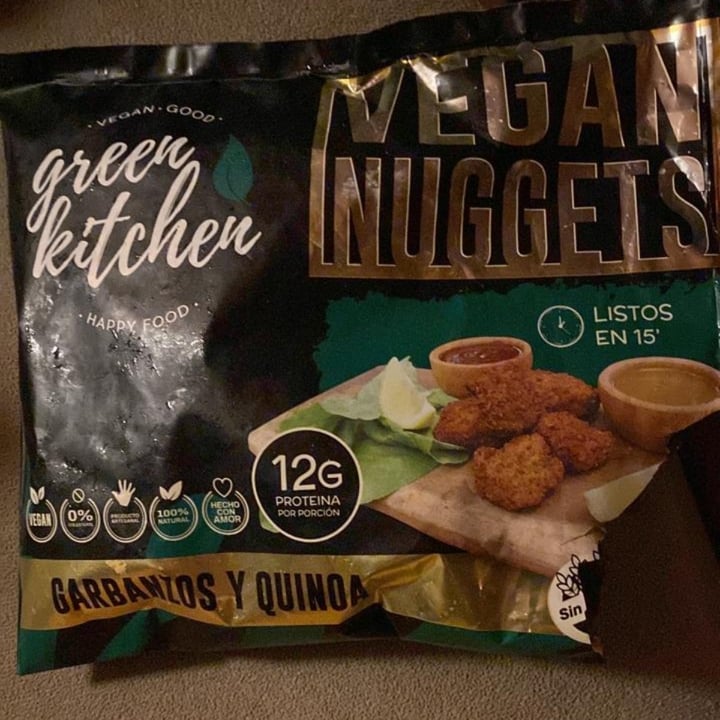 · VEGAN · GOOD ·
green
kitchen
· HAPPY FOOD ·
VEGAN
NUGGETS
LISTOS
EN 15'
12G
PROTEINA
POR PORCIÓN
VEGAN
0%
PRODUCTO
ARTESANAL
100%
NATURAL
HECHO
CON
AMOR
GARBANZOS Y QUINOA
Sin